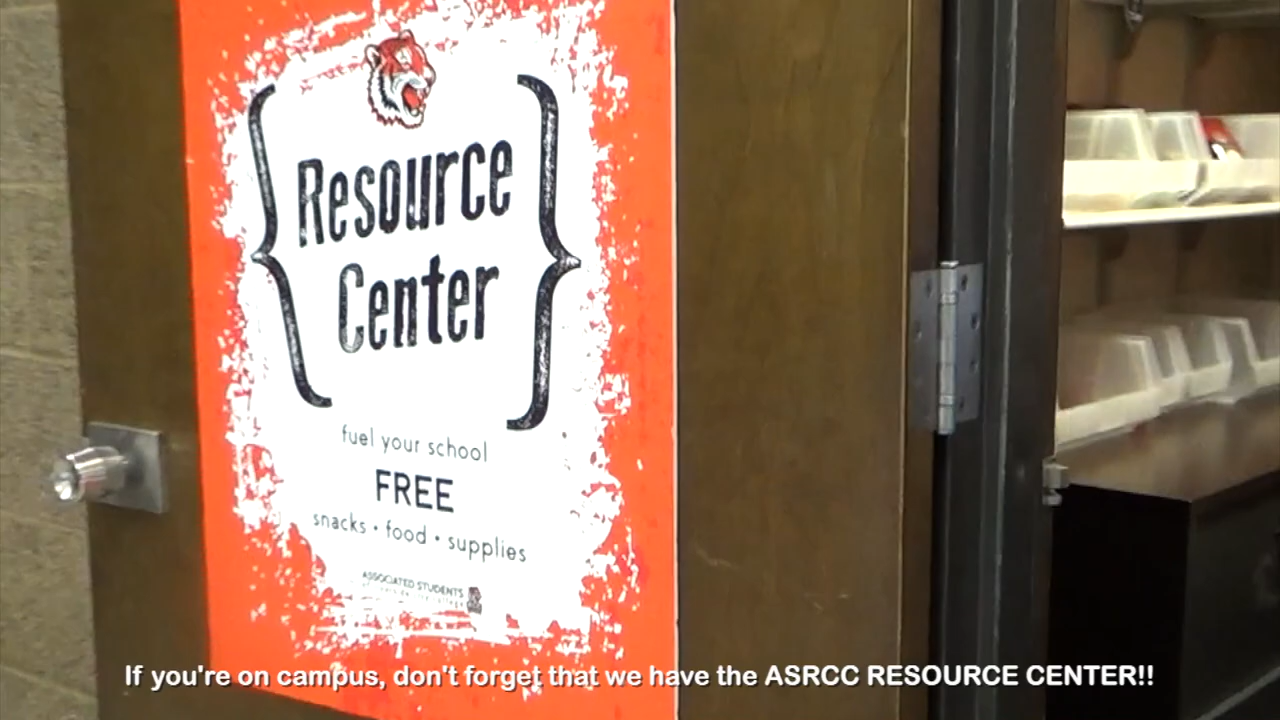 Resource
Center
fuel your school
FREE
snacks • food • supplies
ASSOCIATED STUDENTS
If you're on campus, don't forget that we have the ASRCC RESOURCE CENTER!!